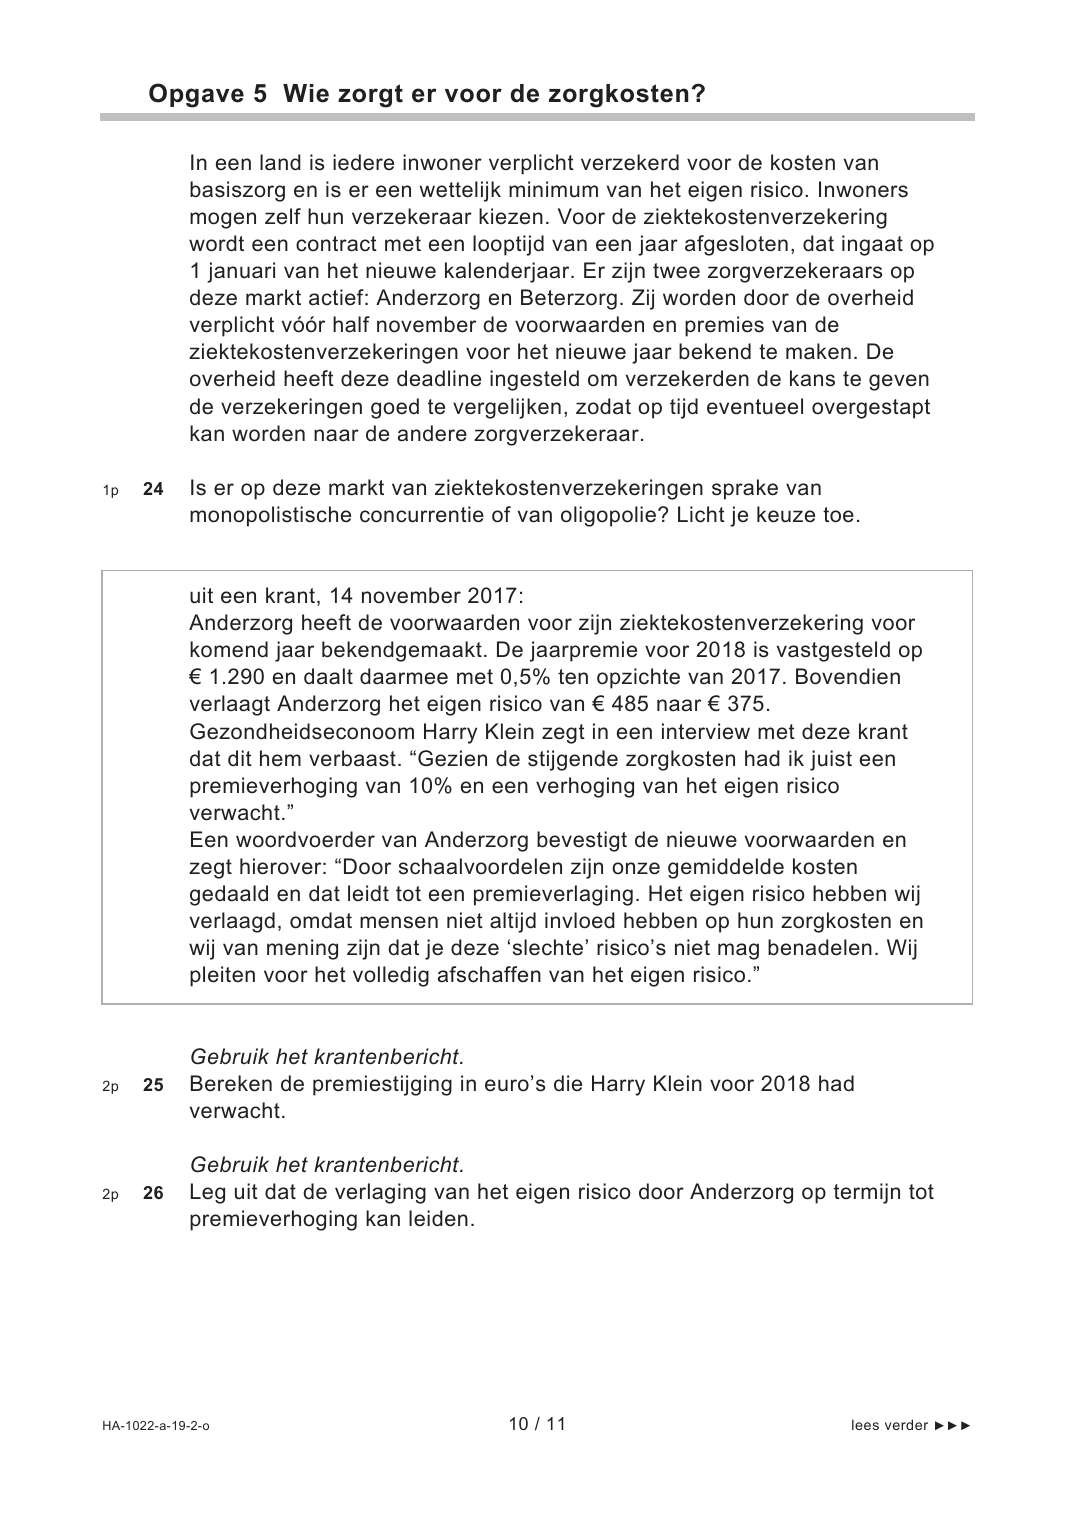 Opgave 5  Wie zorgt er voor de zorgkosten?
In een land is iedere inwoner verplicht verzekerd voor de kosten van
basiszorg en is er een wettelijk minimum van het eigen risico. Inwoners
mogen zelf hun verzekeraar kiezen. Voor de ziektekostenverzekering
wordt een contract met een looptijd van een jaar afgesloten, dat ingaat op
1 januari van het nieuwe kalenderjaar. Er zijn twee zorgverzekeraars op
deze markt actief: Anderzorg en Beterzorg. Zij worden door de overheid
verplicht vóór half november de voorwaarden en premies van de
ziektekostenverzekeringen voor het nieuwe jaar bekend te maken. De
overheid heeft deze deadline ingesteld om verzekerden de kans te geven
de verzekeringen goed te vergelijken, zodat op tijd eventueel overgestapt
kan worden naar de andere zorgverzekeraar.
1p 24 Is er op deze markt van ziektekostenverzekeringen sprake van
monopolistische concurrentie of van oligopolie? Licht je keuze toe.
uit een krant, 14 november 2017:
Anderzorg heeft de voorwaarden voor zijn ziektekostenverzekering voor
komend jaar bekendgemaakt. De jaarpremie voor 2018 is vastgesteld op
€ 1.290 en daalt daarmee met 0,5% ten opzichte van 2017. Bovendien
verlaagt Anderzorg het eigen risico van € 485 naar € 375.
Gezondheidseconoom Harry Klein zegt in een interview met deze krant
dat dit hem verbaast. “Gezien de stijgende zorgkosten had ik juist een
premieverhoging van 10% en een verhoging van het eigen risico
verwacht.”
Een woordvoerder van Anderzorg bevestigt de nieuwe voorwaarden en
zegt hierover: “Door schaalvoordelen zijn onze gemiddelde kosten
gedaald en dat leidt tot een premieverlaging. Het eigen risico hebben wij
verlaagd, omdat mensen niet altijd invloed hebben op hun zorgkosten en
wij van mening zijn dat je deze ‘slechte’ risico’s niet mag benadelen. Wij
pleiten voor het volledig afschaffen van het eigen risico.”
Gebruik het krantenbericht.
2p 25 Bereken de premiestijging in euro’s die Harry Klein voor 2018 had
verwacht.
Gebruik het krantenbericht.
2p 26 Leg uit dat de verlaging van het eigen risico door Anderzorg op termijn tot
premieverhoging kan leiden.
HA-1022-a-19-2-o 10 / 11 lees verder ►►►